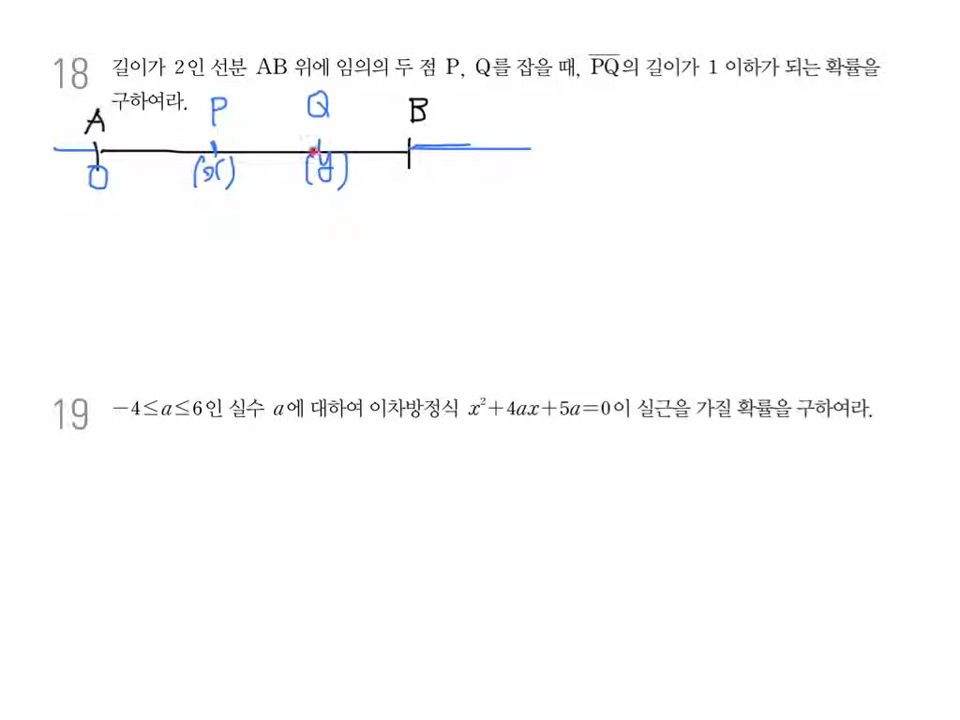 18 길이가 2인 선분 AB 위에 임의의 두 점 P, Q를 잡을 때, PQ의 길이가 1 이하가 되는 확률을
구하여라.
A P Q B
0 (x) (y)
19 −4≤a≤6인 실수 a에 대하여 이차방정식 x²+4ax+5a=0이 실근을 가질 확률을 구하여라.